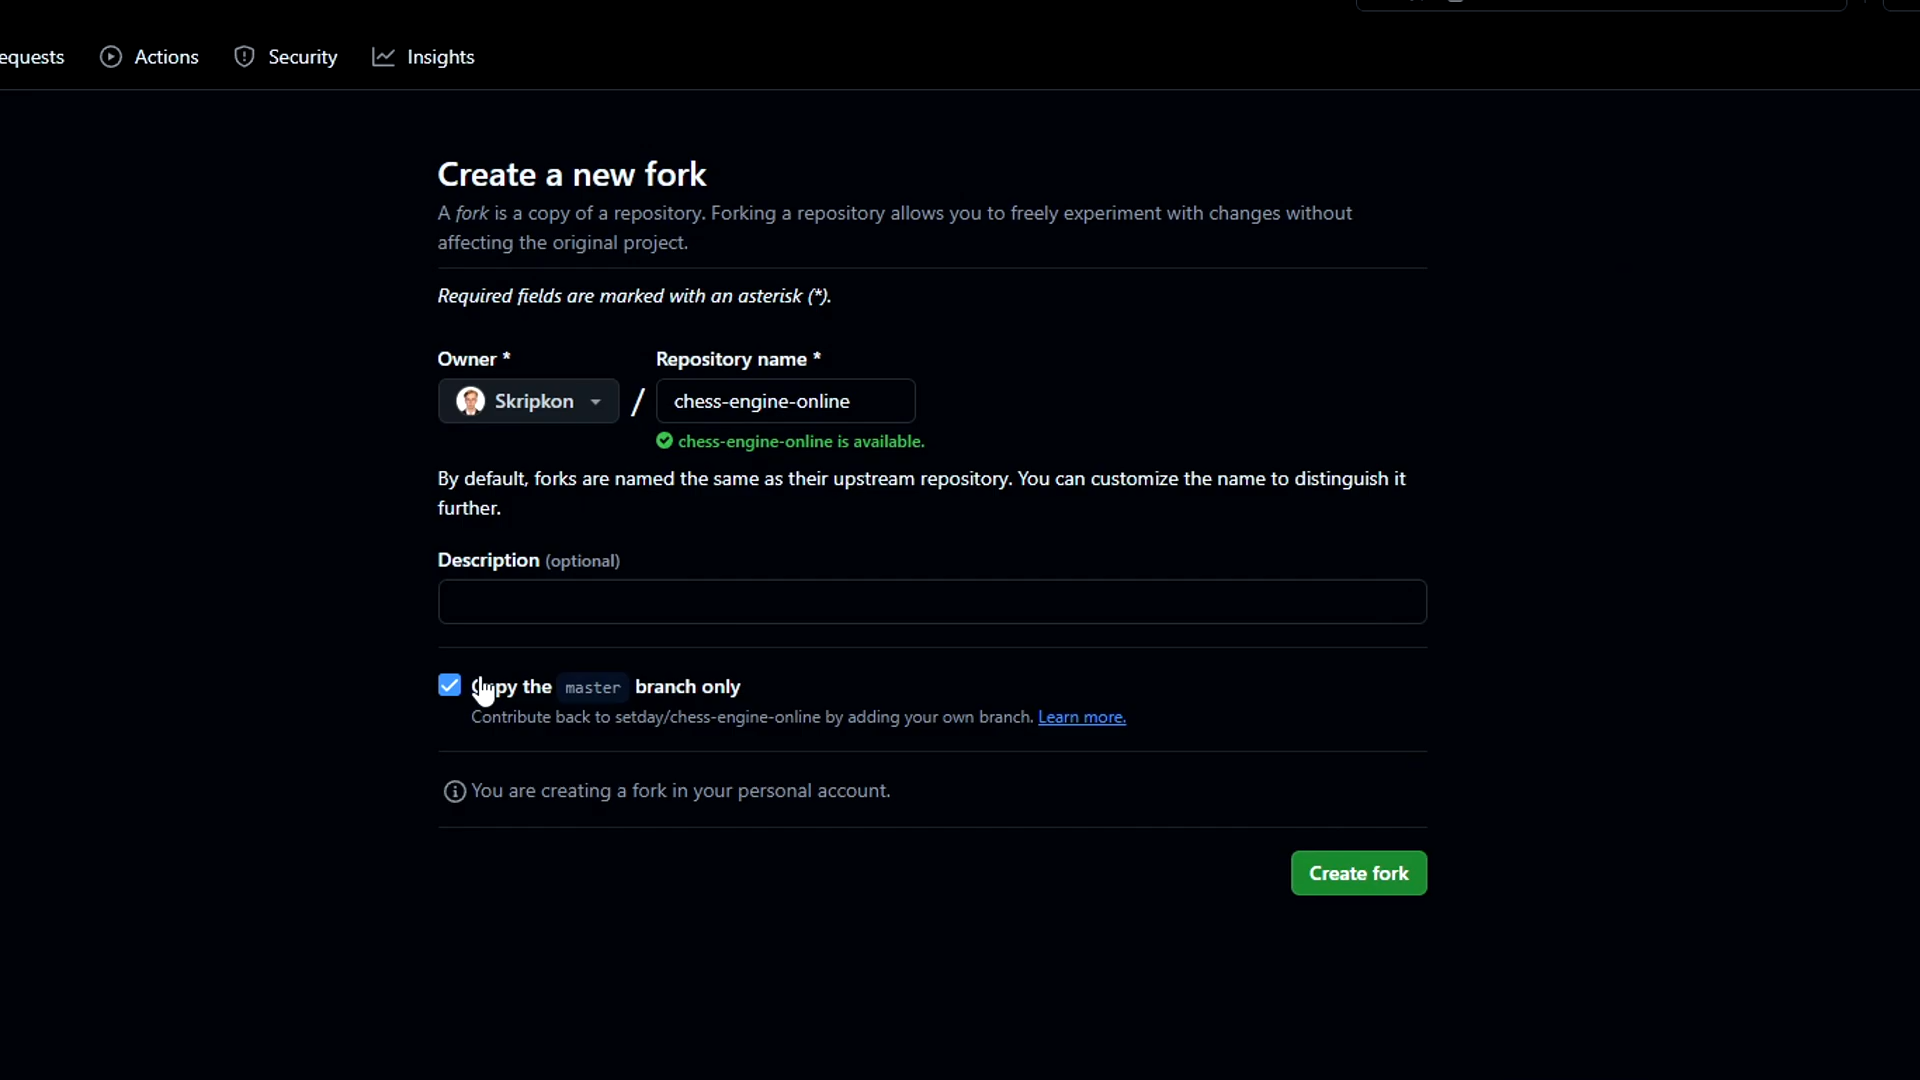 equests Actions Security Insights
Create a new fork
A fork is a copy of a repository. Forking a repository allows you to freely experiment with changes without
affecting the original project.
Required fields are marked with an asterisk (*).
Owner * Repository name *
Skripkon / chess-engine-online
chess-engine-online is available.
By default, forks are named the same as their upstream repository. You can customize the name to distinguish it
further.
Description (optional)
Copy the master branch only
Contribute back to setday/chess-engine-online by adding your own branch. Learn more.
You are creating a fork in your personal account.
Create fork